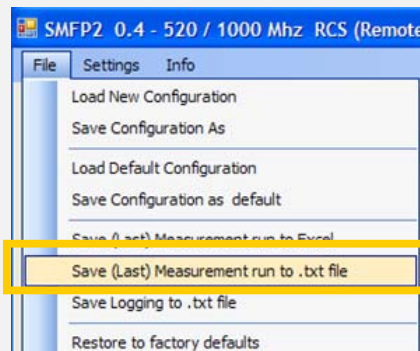 SMFP2 0.4 - 520 / 1000 Mhz RCS (Remote
File Settings Info
Load New Configuration
Save Configuration As
Load Default Configuration
Save Configuration as default
Save (Last) Measurement run to Excel
Save (Last) Measurement run to .txt file
Save Logging to .txt file
Restore to factory defaults